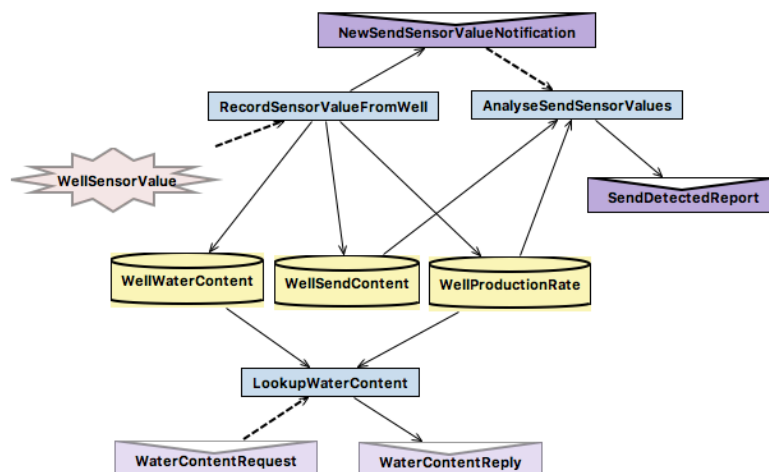 NewSendSensorValueNotification
RecordSensorValueFromWell
AnalyseSendSensorValues
WellSensorValue
SendDetectedReport
WellWaterContent
WellSendContent
WellProductionRate
LookupWaterContent
WaterContentRequest
WaterContentReply